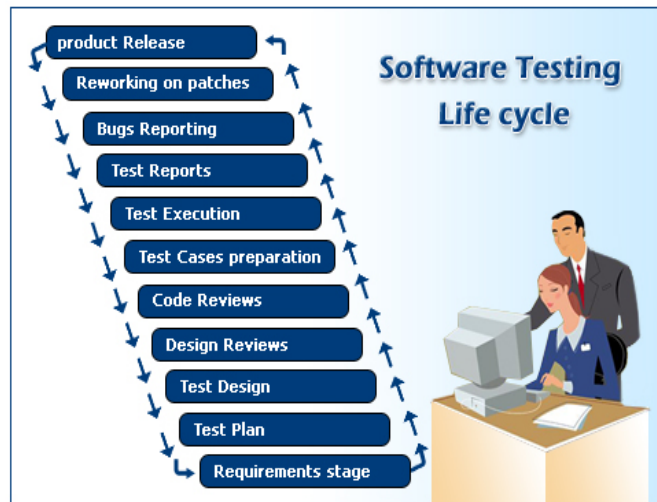 product Release
Reworking on patches
Bugs Reporting
Test Reports
Test Execution
Test Cases preparation
Code Reviews
Design Reviews
Test Design
Test Plan
Requirements stage
Software Testing
Life cycle